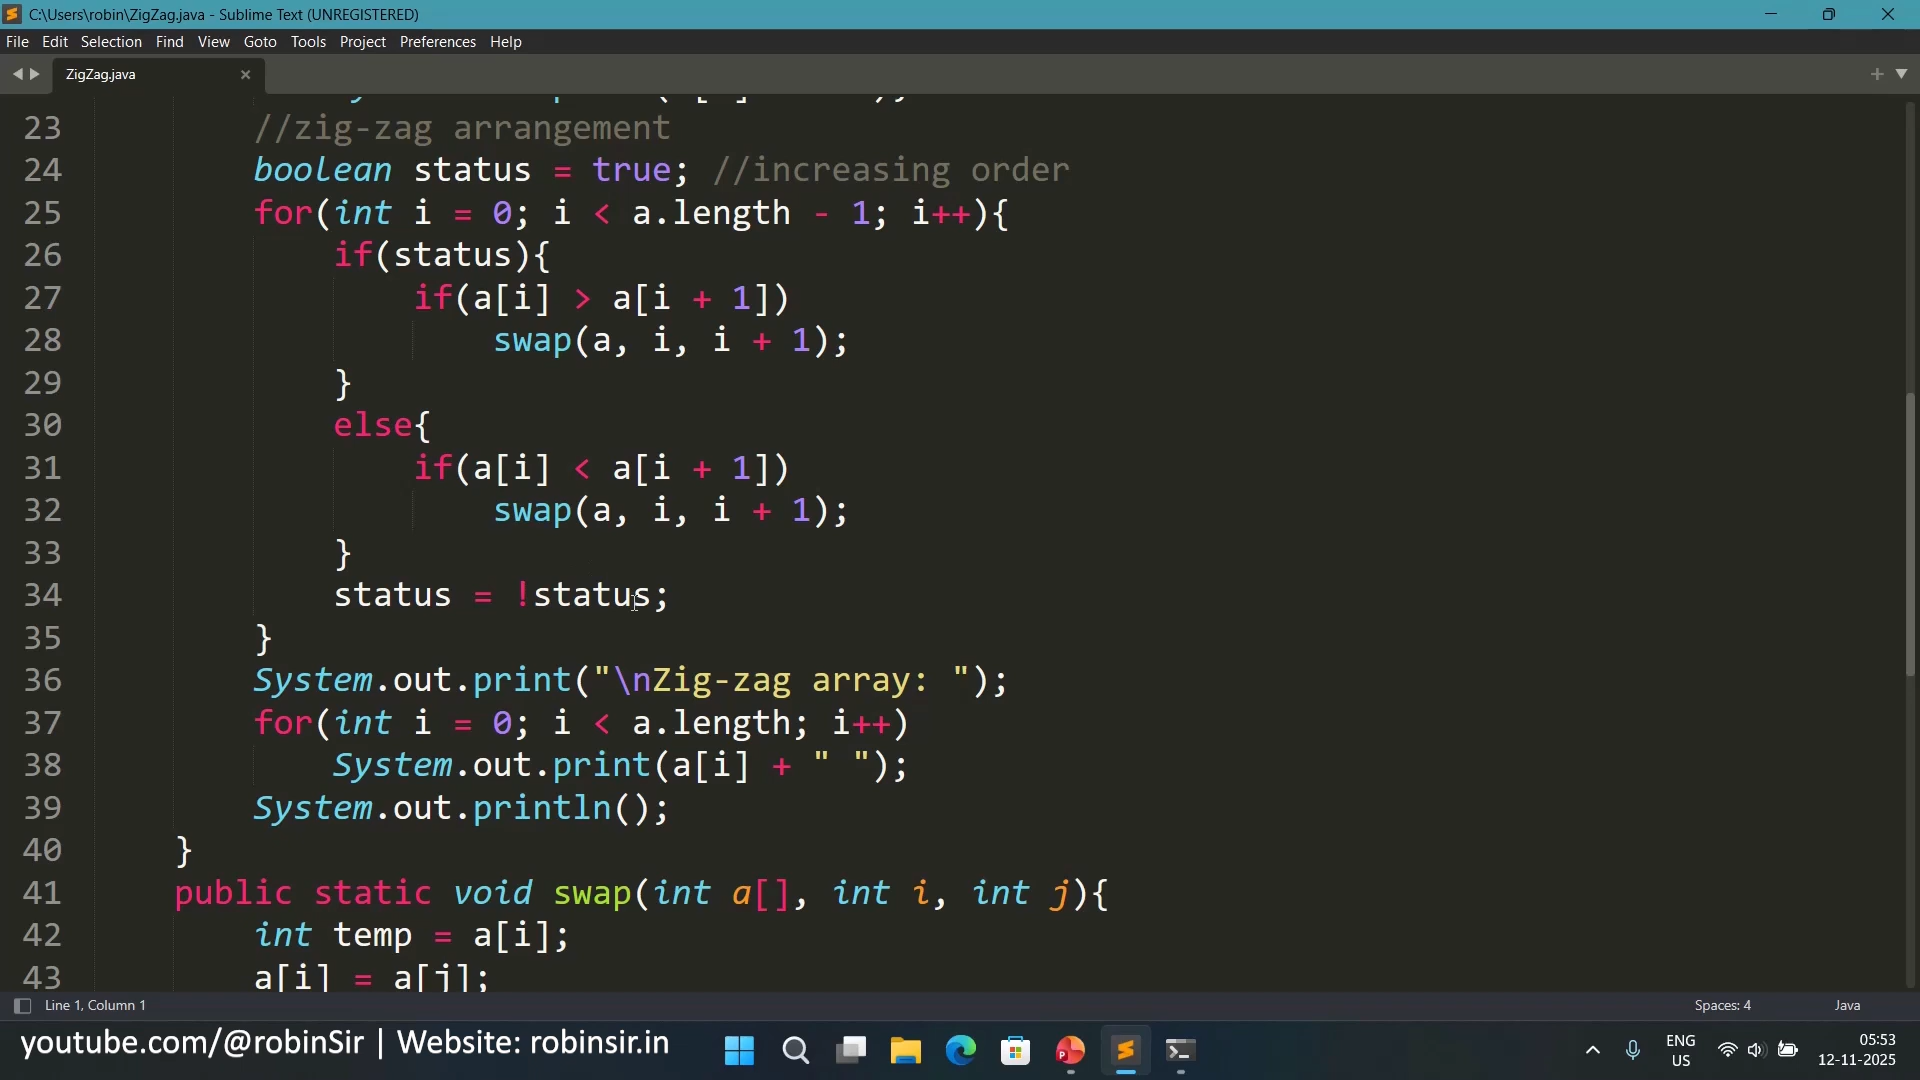 C:\Users\robin\ZigZag.java - Sublime Text (UNREGISTERED)
File Edit Selection Find View Goto Tools Project Preferences Help
ZigZag.java
23 //zig-zag arrangement
24 boolean status = true; //increasing order
25 for(int i = 0; i < a.length - 1; i++){
26 if(status){
27 if(a[i] > a[i + 1])
28 swap(a, i, i + 1);
29 }
30 else{
31 if(a[i] < a[i + 1])
32 swap(a, i, i + 1);
33 }
34 status = !status;
35 }
36 System.out.print("\nZig-zag array: ");
37 for(int i = 0; i < a.length; i++)
38 System.out.print(a[i] + " ");
39 System.out.println();
40 }
41 public static void swap(int a[], int i, int j){
42 int temp = a[i];
43 a[i] = a[j];
Line 1, Column 1
Spaces: 4
Java
youtube.com/@robinSir | Website: robinsir.in
ENG
US
05:53
12-11-2025